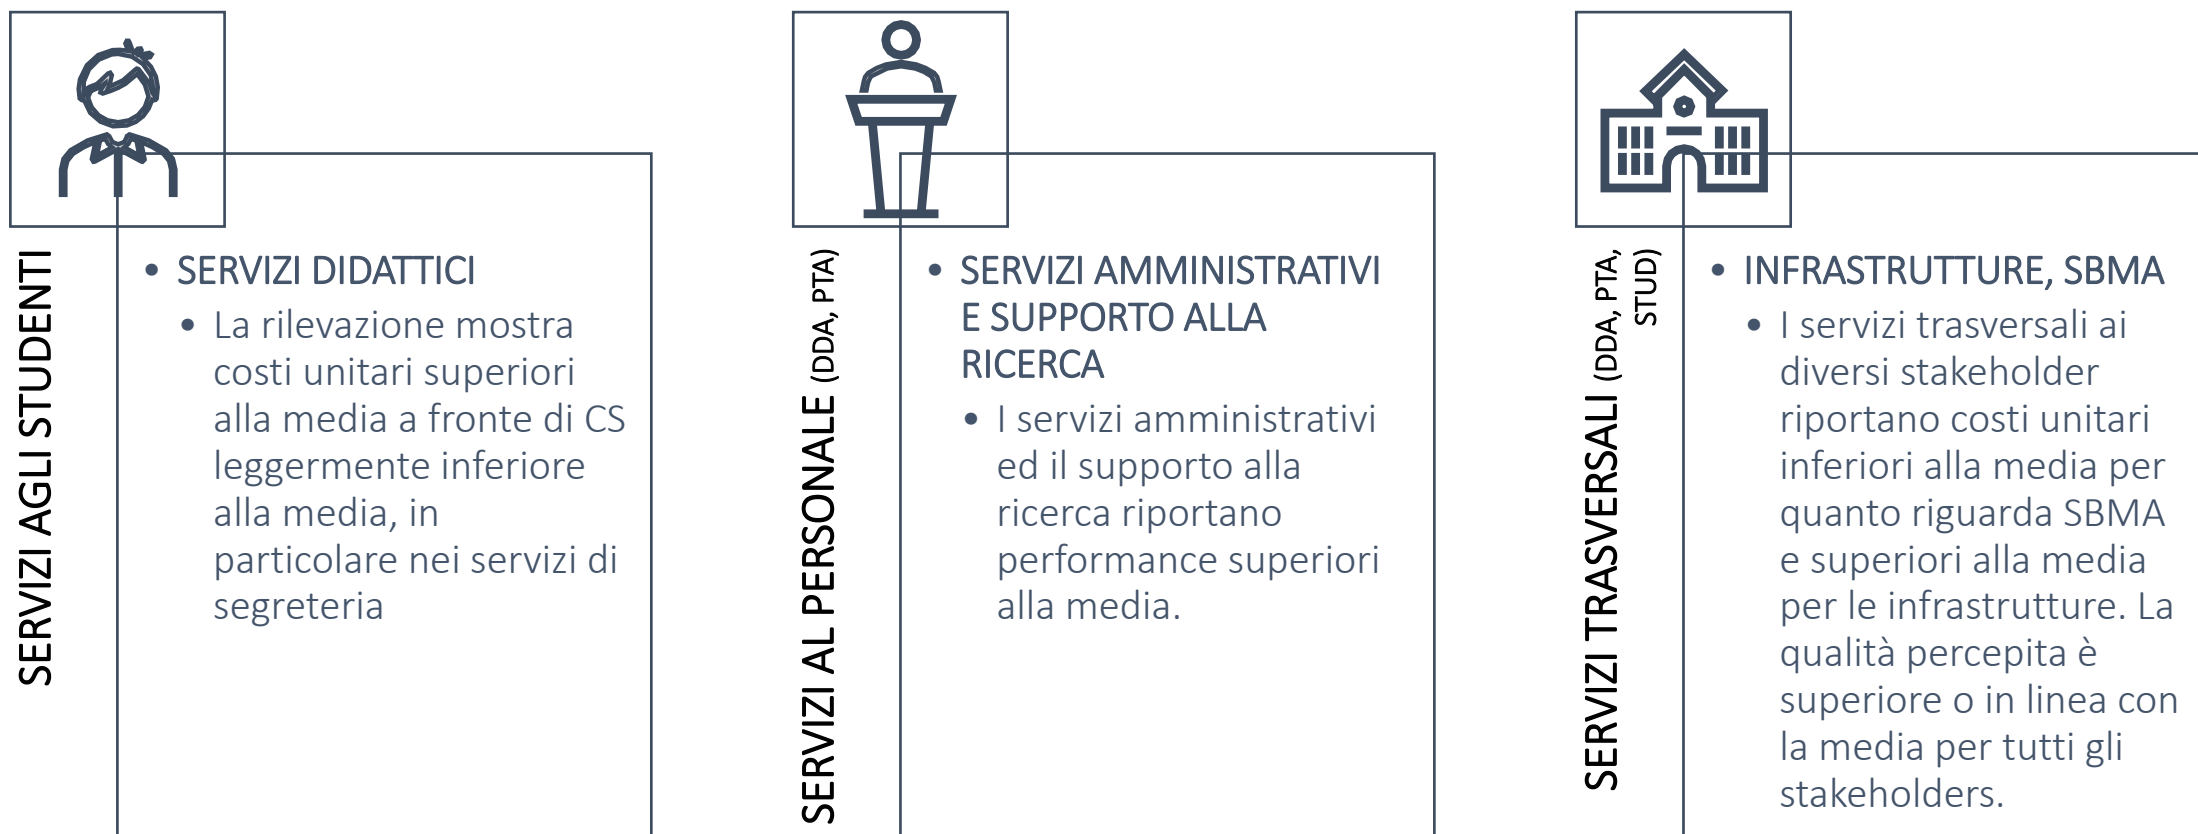 SERVIZI AGLI STUDENTI
• SERVIZI DIDATTICI
• La rilevazione mostra
costi unitari superiori
alla media a fronte di CS
leggermente inferiore
alla media, in
particolare nei servizi di
segreteria
SERVIZI AL PERSONALE (DDA, PTA)
• SERVIZI AMMINISTRATIVI
E SUPPORTO ALLA
RICERCA
• I servizi amministrativi
ed il supporto alla
ricerca riportano
performance superiori
alla media.
SERVIZI TRASVERSALI (DDA, PTA,
STUD)
• INFRASTRUTTURE, SBMA
• I servizi trasversali ai
diversi stakeholder
riportano costi unitari
inferiori alla media per
quanto riguarda SBMA
e superiori alla media
per le infrastrutture. La
qualità percepita è
superiore o in linea con
la media per tutti gli
stakeholders.